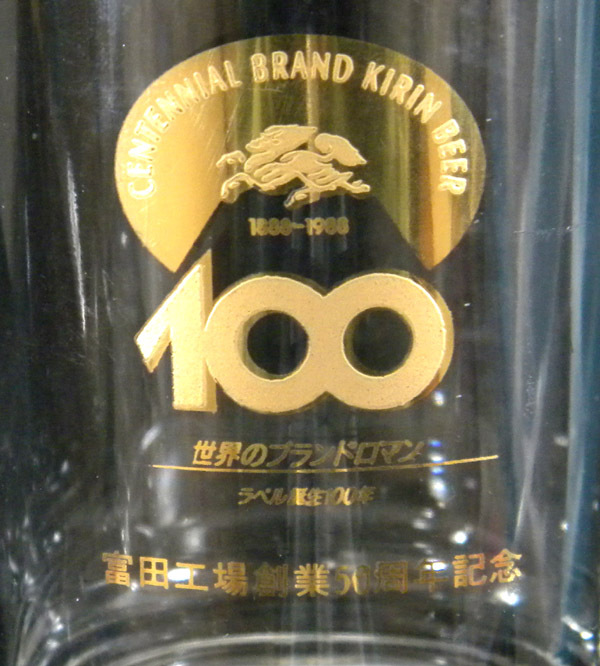 CENTENNIAL BRAND KIRIN BEER
1888-1988
100
世界のブランドロマン
ラベル誕生100年
富田工場創業50周年記念